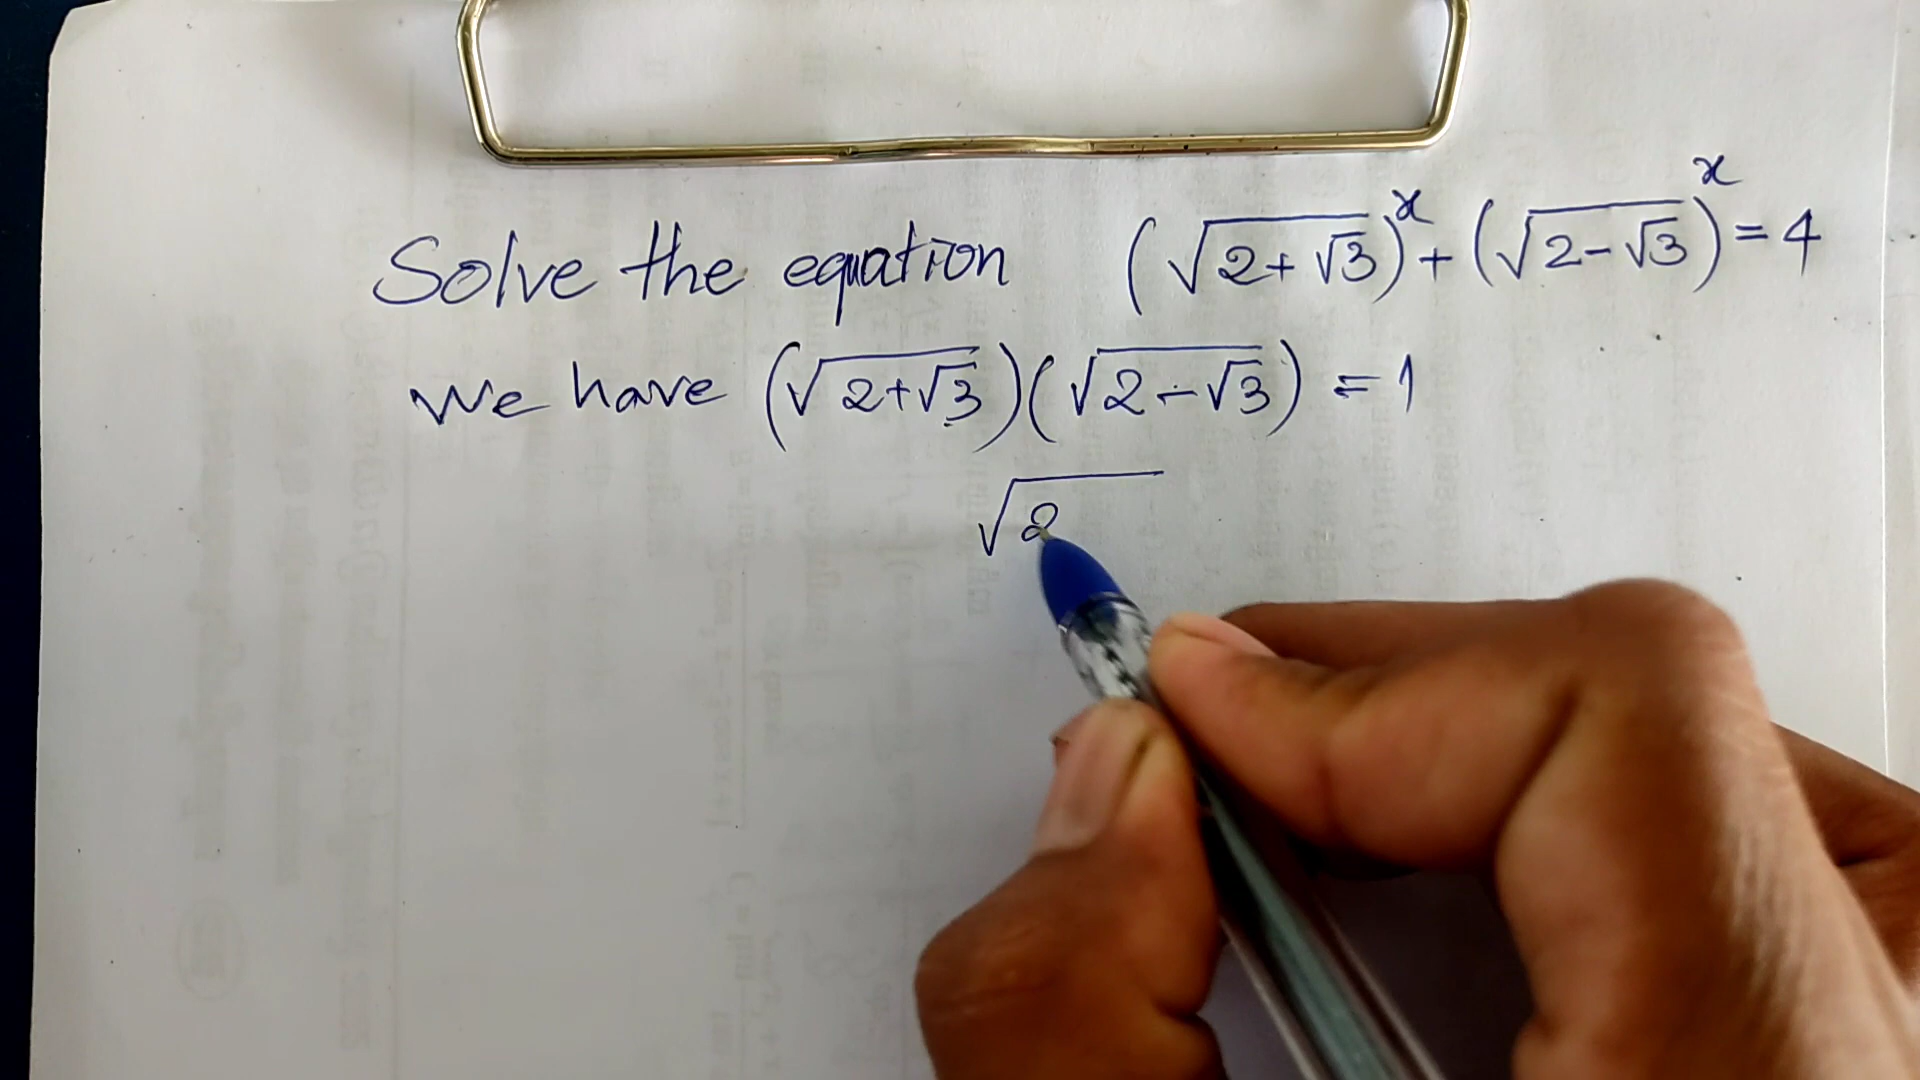 Solve the equation (√(2+√3))^x + (√(2-√3))^x = 4
We have (√(2+√3))(√(2-√3)) = 1
√2